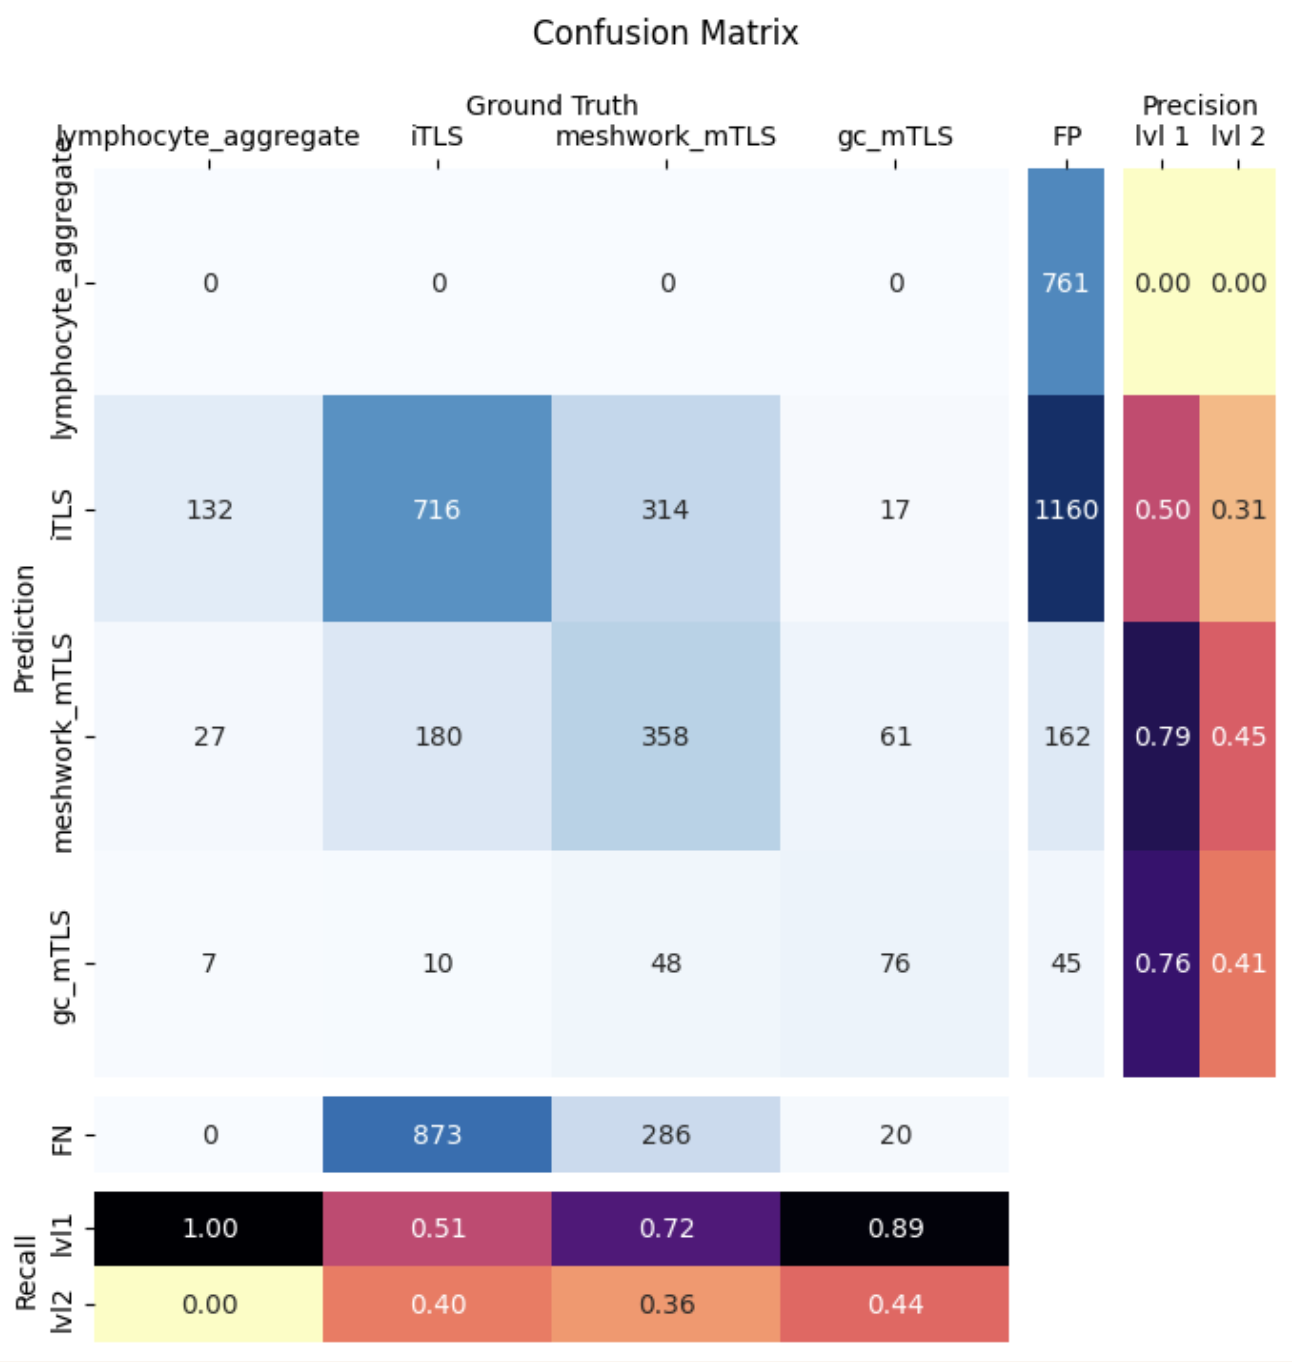 Confusion Matrix
Ground Truth
Precision
lymphocyte_aggregate iTLS meshwork_mTLS gc_mTLS FP lvl 1 lvl 2
Prediction
lymphocyte_aggregate 0 0 0 0 761 0.00 0.00
iTLS 132 716 314 17 1160 0.50 0.31
meshwork_mTLS 27 180 358 61 162 0.79 0.45
gc_mTLS 7 10 48 76 45 0.76 0.41
FN 0 873 286 20
Recall
lvl1 1.00 0.51 0.72 0.89
lvl2 0.00 0.40 0.36 0.44